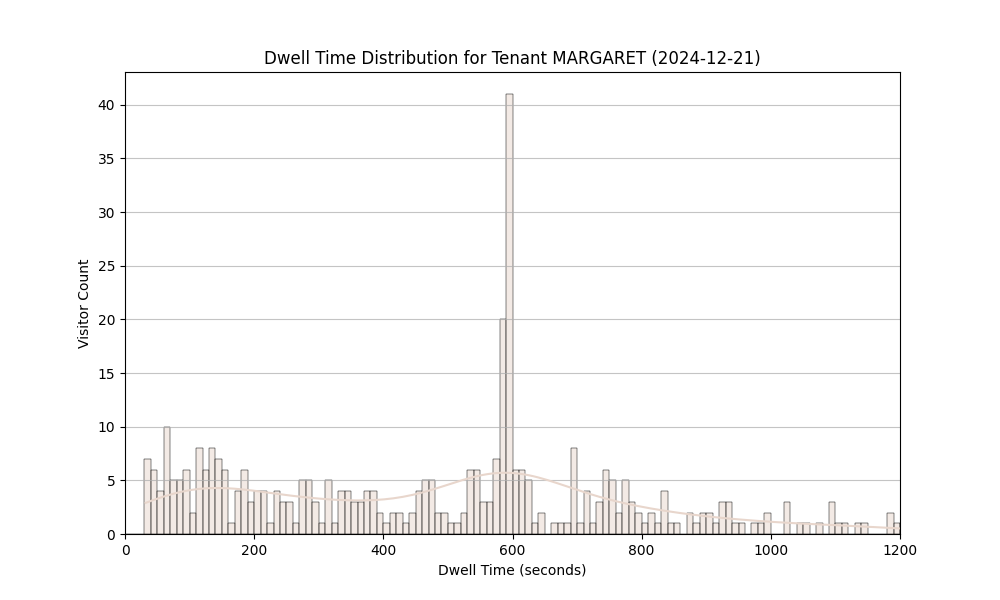 Dwell Time Distribution for Tenant MARGARET (2024-12-21)
Visitor Count
40
35
30
25
20
15
10
5
0
0 200 400 600 800 1000 1200
Dwell Time (seconds)